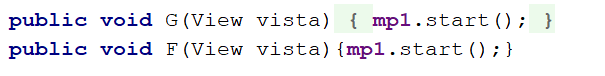 public void G(View vista) { mp1.start(); }
public void F(View vista){mp1.start();}